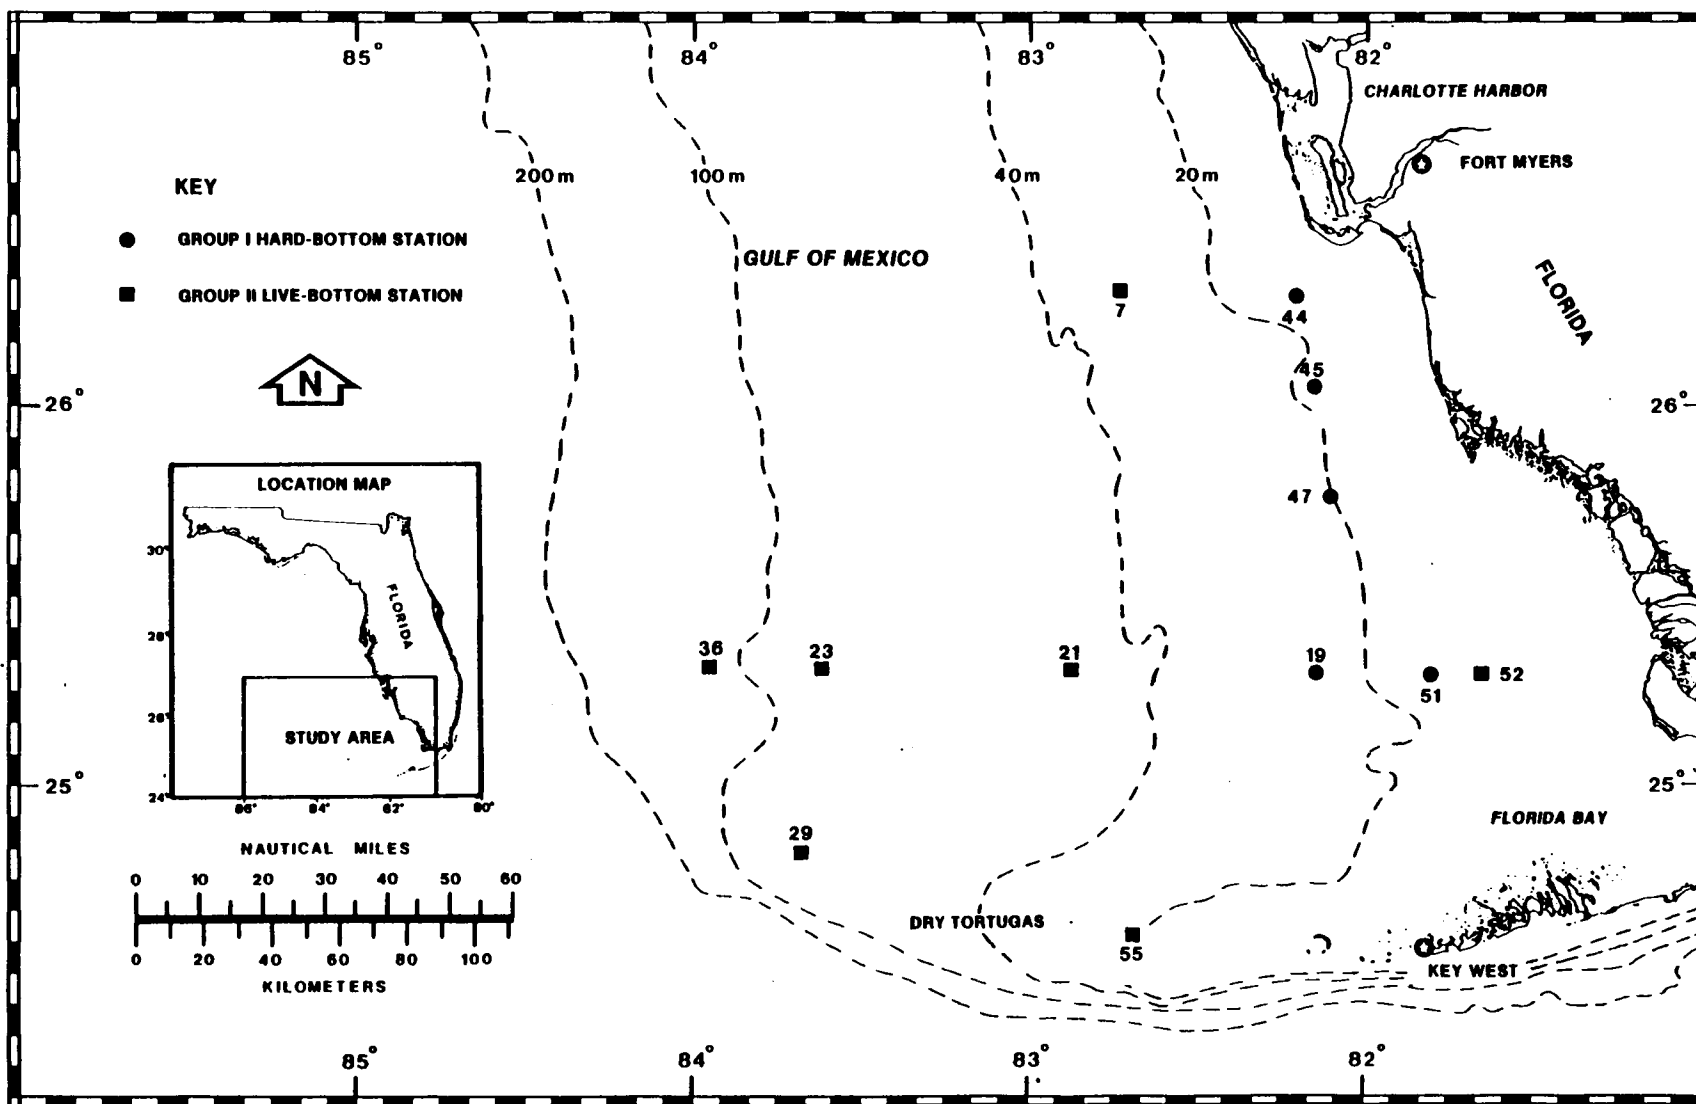 85° 84° 83° 82°
CHARLOTTE HARBOR
FORT MYERS
200m 100m 40m 20m
KEY
GROUP I HARD-BOTTOM STATION
GROUP II LIVE-BOTTOM STATION
GULF OF MEXICO
FLORIDA
7
44
45
N
26° 26°
47
LOCATION MAP
30°
28°
26°
24°
FLORIDA
STUDY AREA
86° 84° 82° 80°
36 23 21 19
51
52
25° 25°
FLORIDA BAY
29
NAUTICAL MILES
0 10 20 30 40 50 60
0 20 40 60 80 100
KILOMETERS
DRY TORTUGAS
55
KEY WEST
85° 84° 83° 82°